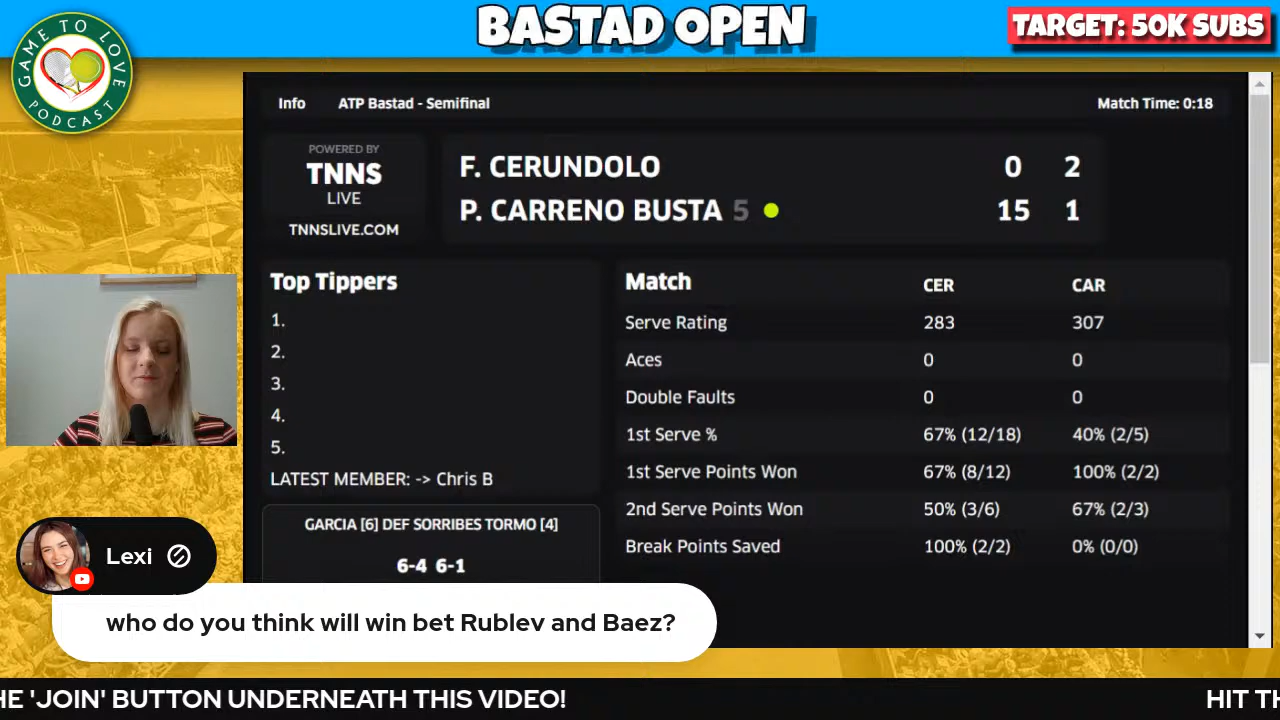 BASTAD OPEN
TARGET: 50K SUBS
GAME TO LOVE
PODCAST
Info ATP Bastad - Semifinal Match Time: 0:18
POWERED BY
TNNS
LIVE
TNNSLIVE.COM
F. CERUNDOLO 0 2
P. CARRENO BUSTA 5 15 1
Top Tippers
1.
2.
3.
4.
5.
LATEST MEMBER: -> Chris B
GARCIA [6] DEF SORRIBES TORMO [4]
6-4 6-1
Match CER CAR
Serve Rating 283 307
Aces 0 0
Double Faults 0 0
1st Serve % 67% (12/18) 40% (2/5)
1st Serve Points Won 67% (8/12) 100% (2/2)
2nd Serve Points Won 50% (3/6) 67% (2/3)
Break Points Saved 100% (2/2) 0% (0/0)
Lexi
who do you think will win bet Rublev and Baez?
HE 'JOIN' BUTTON UNDERNEATH THIS VIDEO! HIT TH